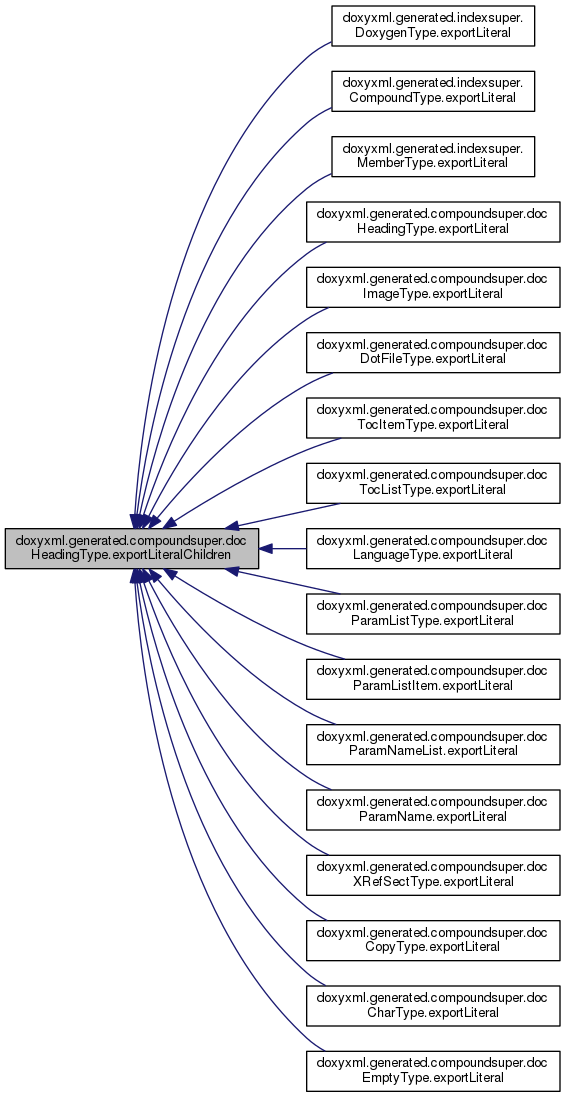 doxyxml.generated.indexsuper.
DoxygenType.exportLiteral
doxyxml.generated.indexsuper.
CompoundType.exportLiteral
doxyxml.generated.indexsuper.
MemberType.exportLiteral
doxyxml.generated.compoundsuper.doc
HeadingType.exportLiteral
doxyxml.generated.compoundsuper.doc
ImageType.exportLiteral
doxyxml.generated.compoundsuper.doc
DotFileType.exportLiteral
doxyxml.generated.compoundsuper.doc
TocItemType.exportLiteral
doxyxml.generated.compoundsuper.doc
TocListType.exportLiteral
doxyxml.generated.compoundsuper.doc
HeadingType.exportLiteralChildren
doxyxml.generated.compoundsuper.doc
LanguageType.exportLiteral
doxyxml.generated.compoundsuper.doc
ParamListType.exportLiteral
doxyxml.generated.compoundsuper.doc
ParamListItem.exportLiteral
doxyxml.generated.compoundsuper.doc
ParamNameList.exportLiteral
doxyxml.generated.compoundsuper.doc
ParamName.exportLiteral
doxyxml.generated.compoundsuper.doc
XRefSectType.exportLiteral
doxyxml.generated.compoundsuper.doc
CopyType.exportLiteral
doxyxml.generated.compoundsuper.doc
CharType.exportLiteral
doxyxml.generated.compoundsuper.doc
EmptyType.exportLiteral